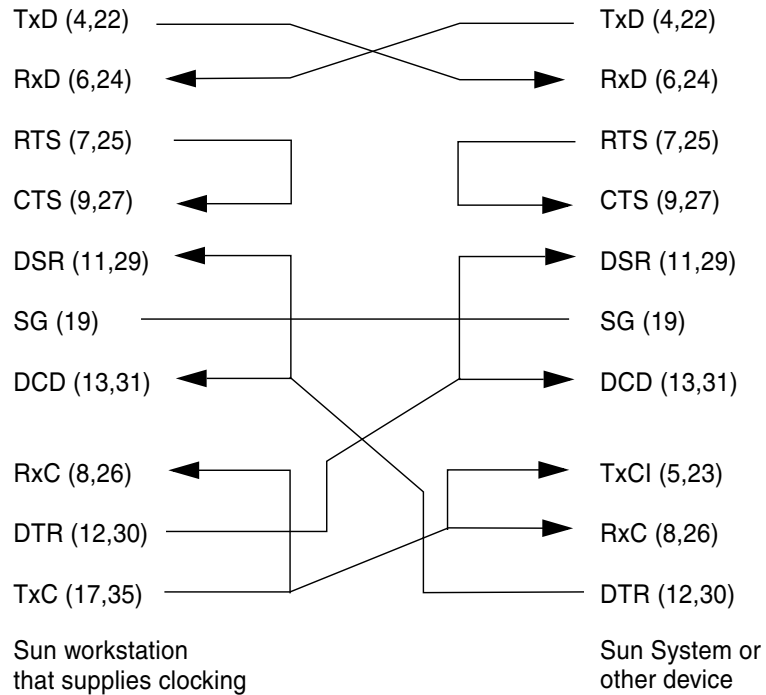 TxD (4,22) TxD (4,22)
RxD (6,24) RxD (6,24)
RTS (7,25) RTS (7,25)
CTS (9,27) CTS (9,27)
DSR (11,29) DSR (11,29)
SG (19) SG (19)
DCD (13,31) DCD (13,31)
RxC (8,26) TxCI (5,23)
DTR (12,30) RxC (8,26)
TxC (17,35) DTR (12,30)
Sun workstation
that supplies clocking
Sun System or
other device